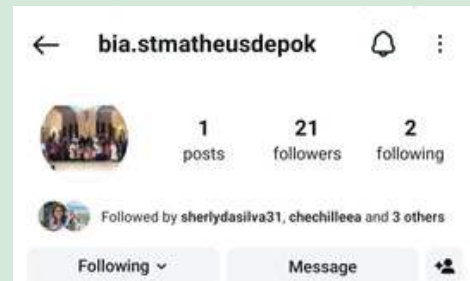 bia.stmatheusdepok
1 21 2
posts followers following
Followed by sherlydasilva31, chechilleea and 3 others
Following Message